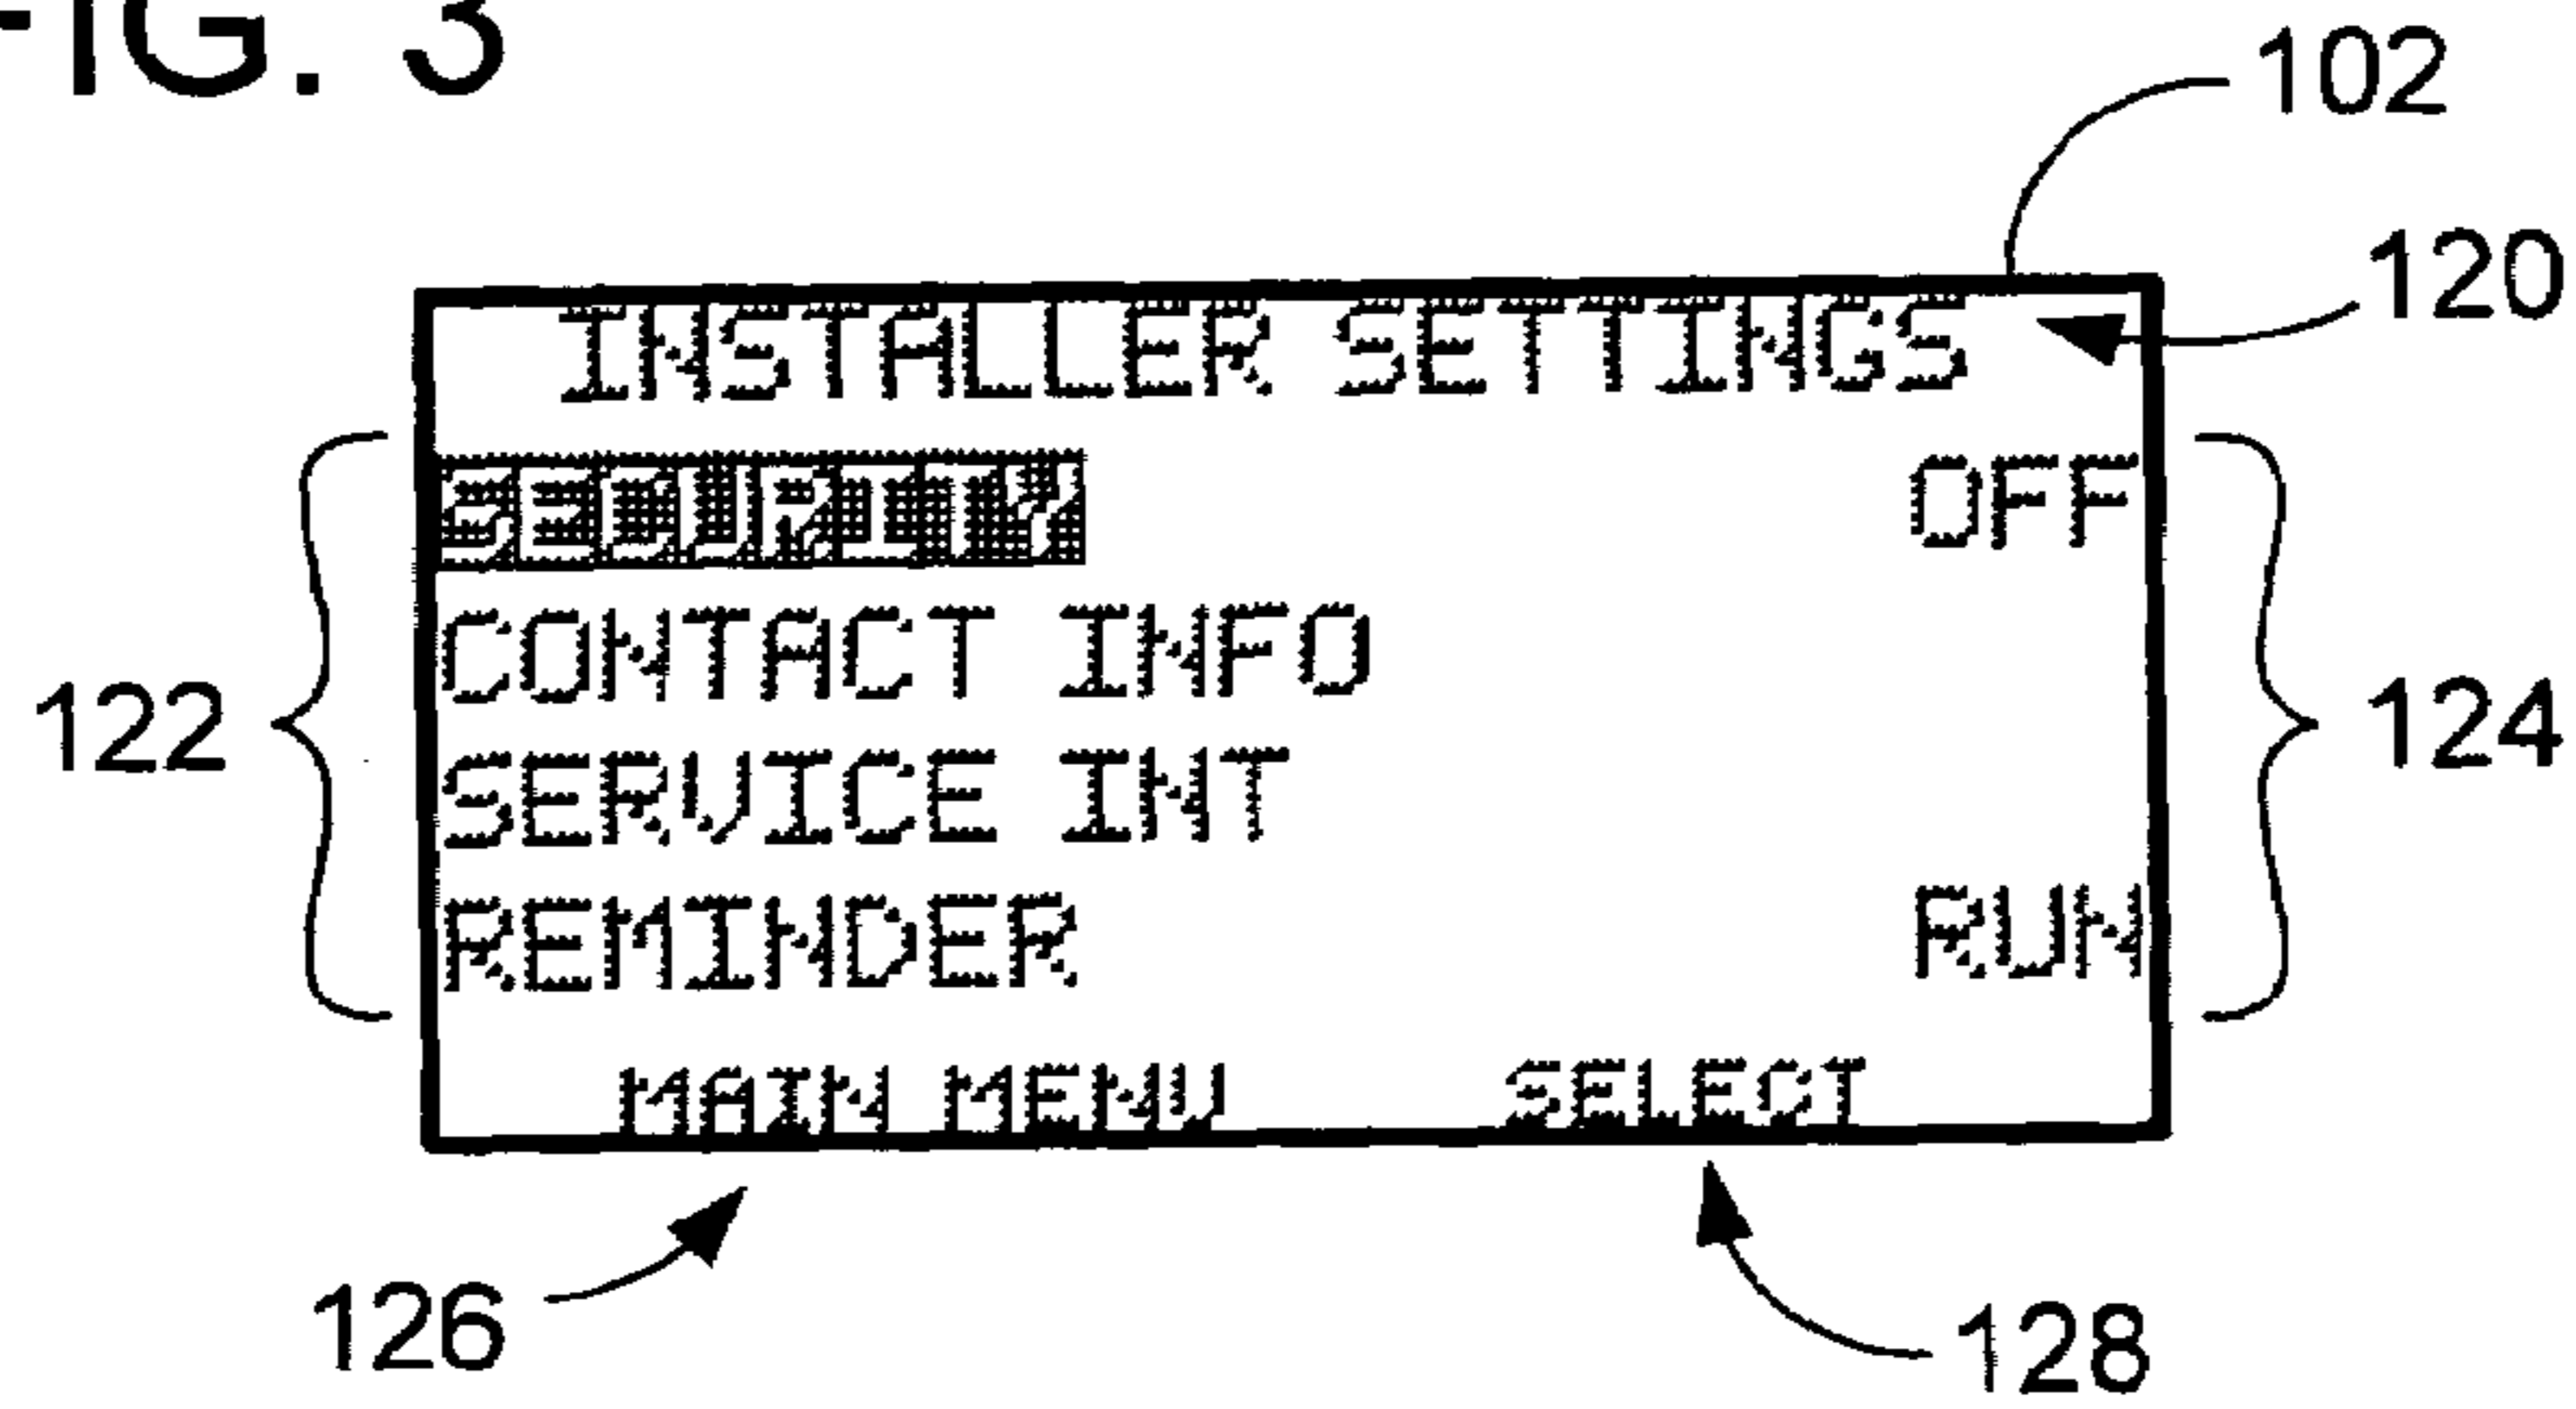 FIG. 3
102
120
INSTALLER SETTINGS
SECURITY OFF
CONTACT INFO
122
124
SERVICE INT
REMINDER RUN
MAIN MENU SELECT
126
128